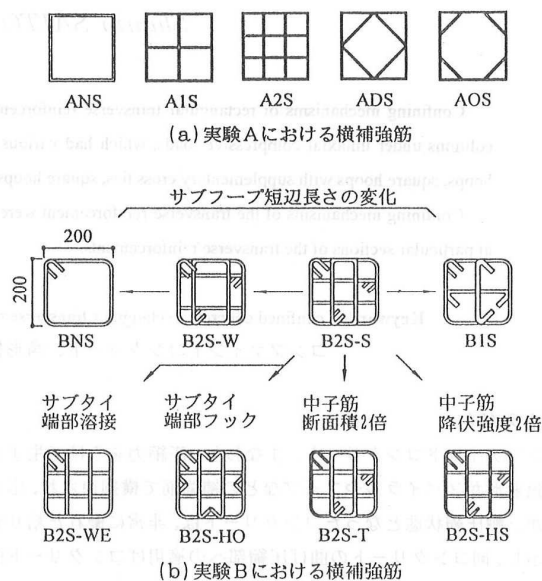 ANS A1S A2S ADS AOS
(a)実験Aにおける横補強筋
サブフープ短辺長さの変化
200
200
BNS B2S-W B2S-S B1S
サブタイ サブタイ 中子筋 中子筋
端部溶接 端部フック 断面積2倍 降伏強度2倍
B2S-WE B2S-HO B2S-T B2S-HS
(b)実験Bにおける横補強筋